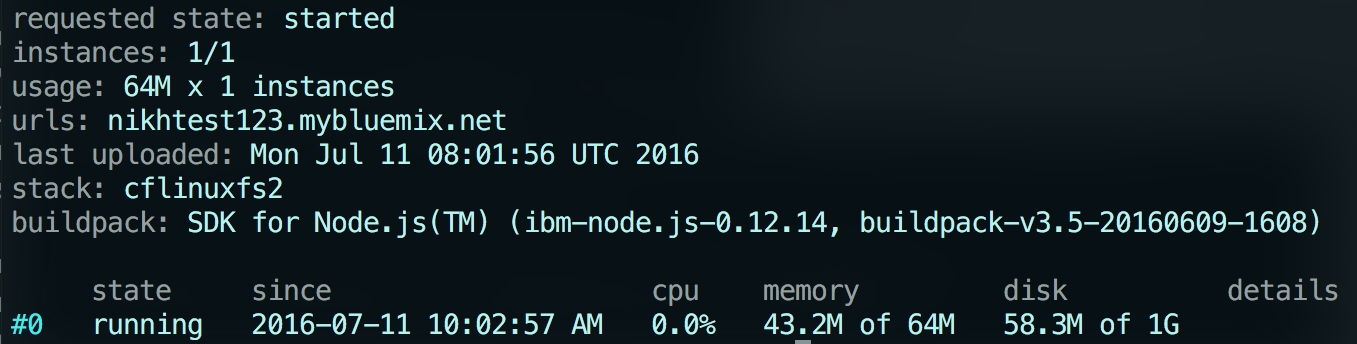 requested state: started
instances: 1/1
usage: 64M x 1 instances
urls: nikhtest123.mybluemix.net
last uploaded: Mon Jul 11 08:01:56 UTC 2016
stack: cflinuxfs2
buildpack: SDK for Node.js(TM) (ibm-node.js-0.12.14, buildpack-v3.5-20160609-1608)
state since cpu memory disk details
#0 running 2016-07-11 10:02:57 AM 0.0% 43.2M of 64M 58.3M of 1G